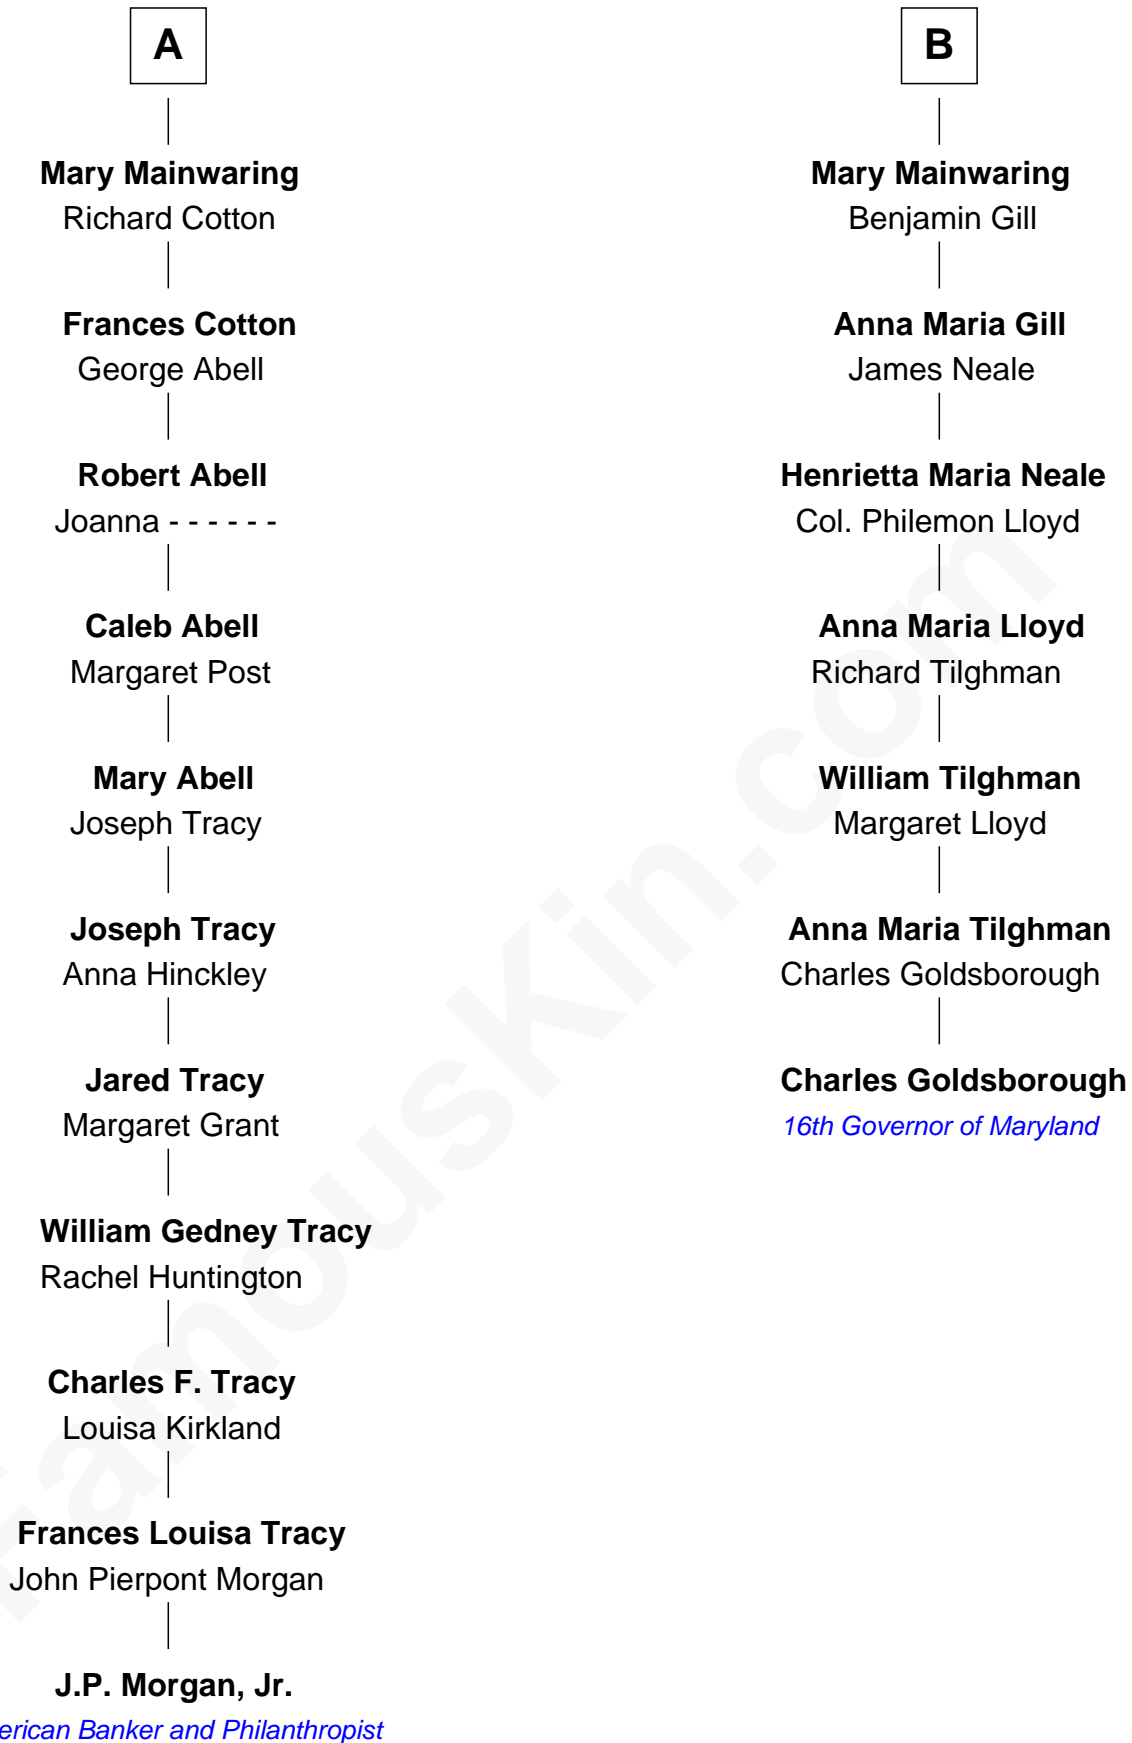 A
Mary Mainwaring
Richard Cotton
Frances Cotton
George Abell
Robert Abell
Joanna - - - - - -
Caleb Abell
Margaret Post
Mary Abell
Joseph Tracy
Joseph Tracy
Anna Hinckley
Jared Tracy
Margaret Grant
William Gedney Tracy
Rachel Huntington
Charles F. Tracy
Louisa Kirkland
Frances Louisa Tracy
John Pierpont Morgan
J.P. Morgan, Jr.
erican Banker and Philanthropist
B
Mary Mainwaring
Benjamin Gill
Anna Maria Gill
James Neale
Henrietta Maria Neale
Col. Philemon Lloyd
Anna Maria Lloyd
Richard Tilghman
William Tilghman
Margaret Lloyd
Anna Maria Tilghman
Charles Goldsborough
Charles Goldsborough
16th Governor of Maryland
FamousKin.com